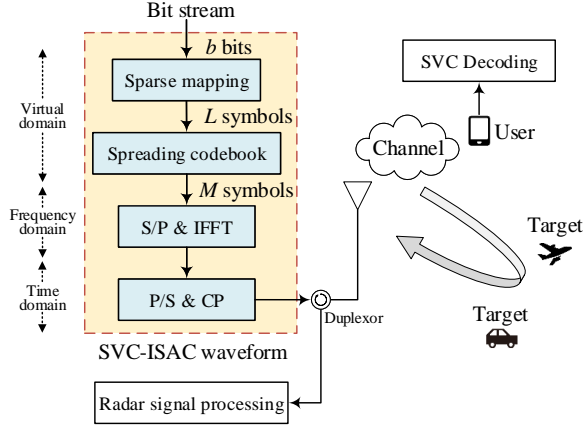 Bit stream
b bits
Sparse mapping
L symbols
Spreading codebook
M symbols
S/P & IFFT
P/S & CP
SVC-ISAC waveform
Virtual
domain
Frequency
domain
Time
domain
Duplexor
Radar signal processing
SVC Decoding
User
Channel
Target
Target